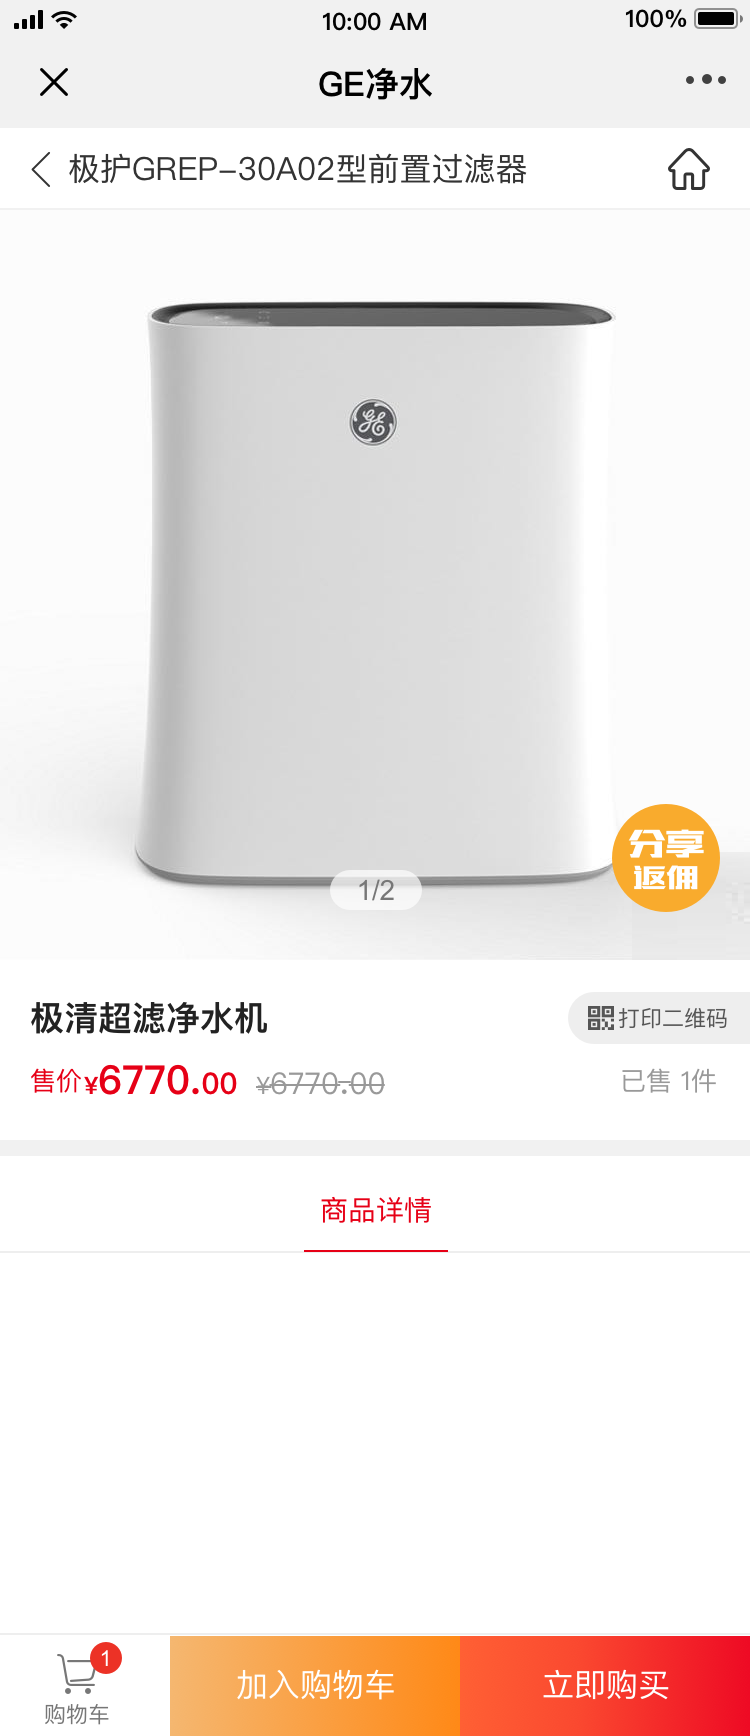 10:00 AM
100%
GE净水
极护GREP-30A02型前置过滤器
GE
1/2
分享
返佣
极清超滤净水机
打印二维码
售价¥6770.00 ¥6770.00
已售 1件
商品详情
1
购物车
加入购物车
立即购买